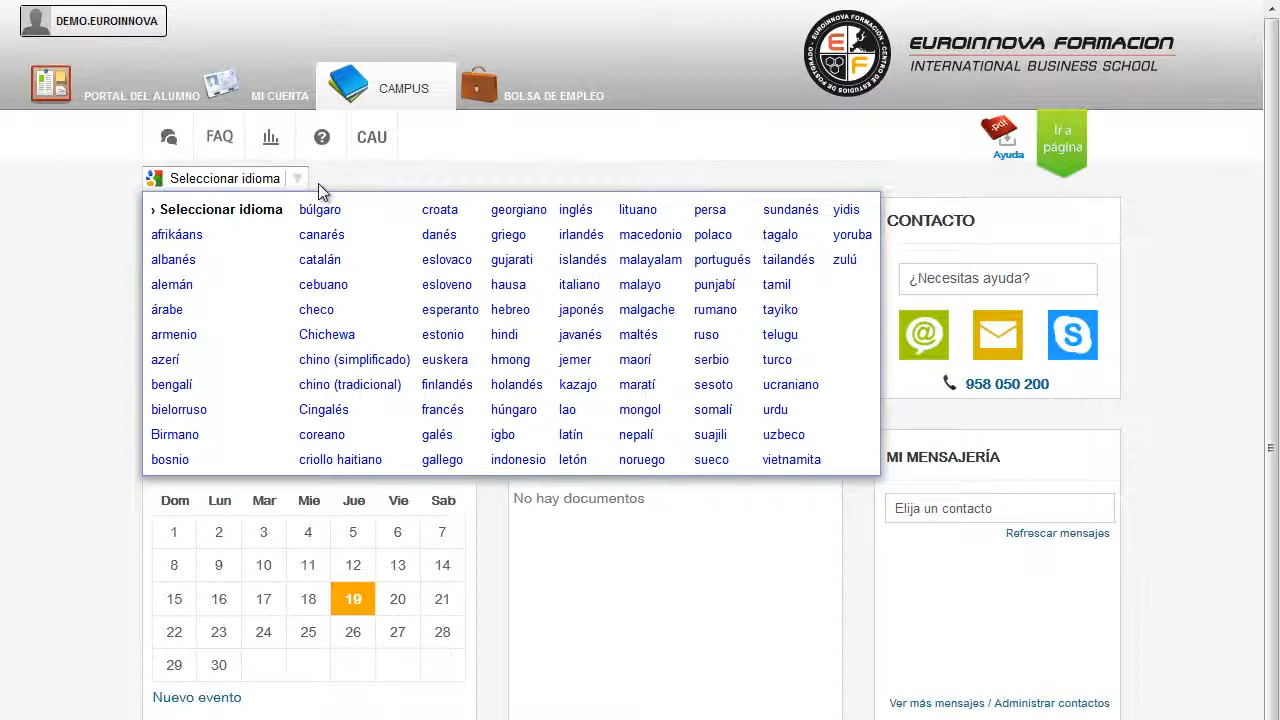 DEMO.EUROINNOVA
EUROINNOVA FORMACION
INTERNATIONAL BUSINESS SCHOOL
PORTAL DEL ALUMNO MI CUENTA CAMPUS BOLSA DE EMPLEO
FAQ CAU
Ayuda
Ir a página
Seleccionar idioma
› Seleccionar idioma búlgaro croata georgiano inglés lituano persa sundanés yidis
afrikáans canarés danés griego irlandés macedonio polaco tagalo yoruba
albanés catalán eslovaco gujarati islandés malayalam portugués tailandés zulú
alemán cebuano esloveno hausa italiano malayo punjabí tamil
árabe checo esperanto hebreo japonés malgache rumano tayiko
armenio Chichewa estonio hindi javanés maltés ruso telugu
azerí chino (simplificado) euskera hmong jemer maorí serbio turco
bengalí chino (tradicional) finlandés holandés kazajo maratí sesoto ucraniano
bielorruso Cingalés francés húngaro lao mongol somalí urdu
Birmano coreano galés igbo latín nepalí suajili uzbeco
bosnio criollo haitiano gallego indonesio letón noruego sueco vietnamita
CONTACTO
¿Necesitas ayuda?
958 050 200
MI MENSAJERÍA
Elija un contacto
Refrescar mensajes
Ver más mensajes / Administrar contactos
Dom Lun Mar Mie Jue Vie Sab
1 2 3 4 5 6 7
8 9 10 11 12 13 14
15 16 17 18 19 20 21
22 23 24 25 26 27 28
29 30
Nuevo evento
No hay documentos